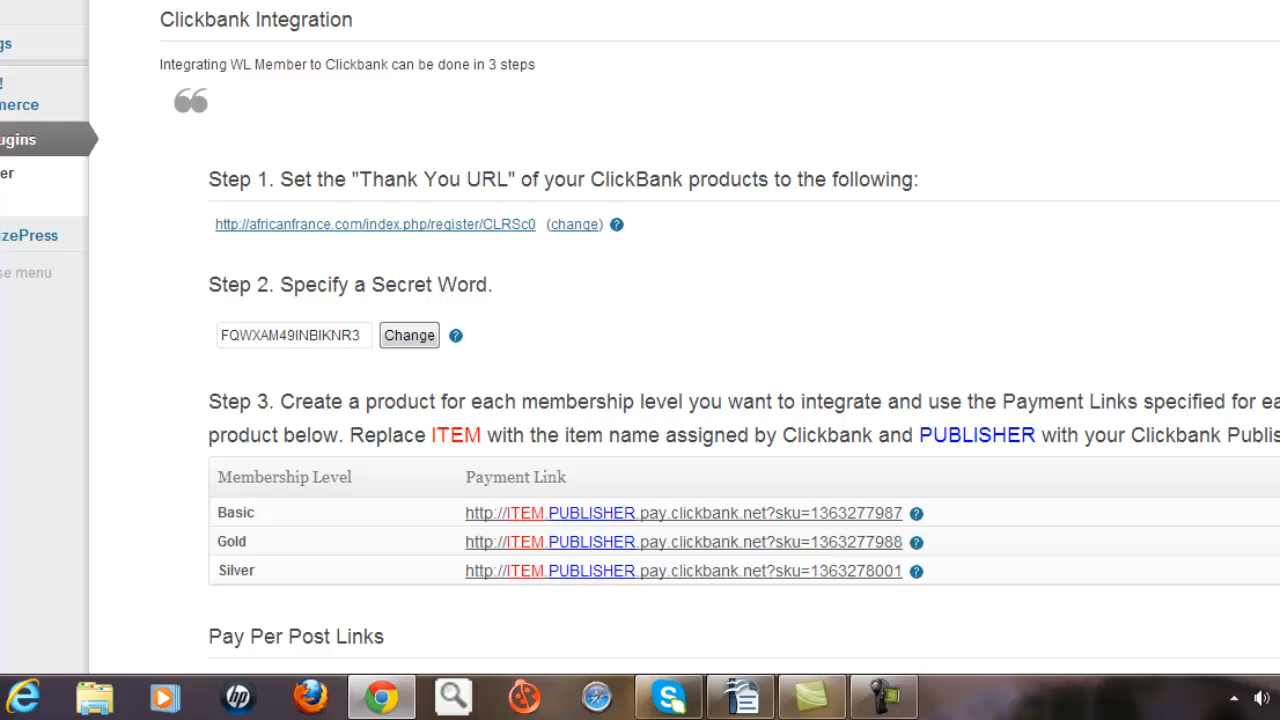 Clickbank Integration
gs
Integrating WL Member to Clickbank can be done in 3 steps
!
merce
ugins
er
Step 1. Set the "Thank You URL" of your ClickBank products to the following:
http://africanfrance.com/index.php/register/CLRSc0 (change) ?
zePress
se menu
Step 2. Specify a Secret Word.
FQWXAM49INBIKNR3 Change ?
Step 3. Create a product for each membership level you want to integrate and use the Payment Links specified for ea
product below. Replace ITEM with the item name assigned by Clickbank and PUBLISHER with your Clickbank Publis
Membership Level Payment Link
Basic http://ITEM.PUBLISHER.pay.clickbank.net?sku=1363277987 ?
Gold http://ITEM.PUBLISHER.pay.clickbank.net?sku=1363277988 ?
Silver http://ITEM.PUBLISHER.pay.clickbank.net?sku=1363278001 ?
Pay Per Post Links